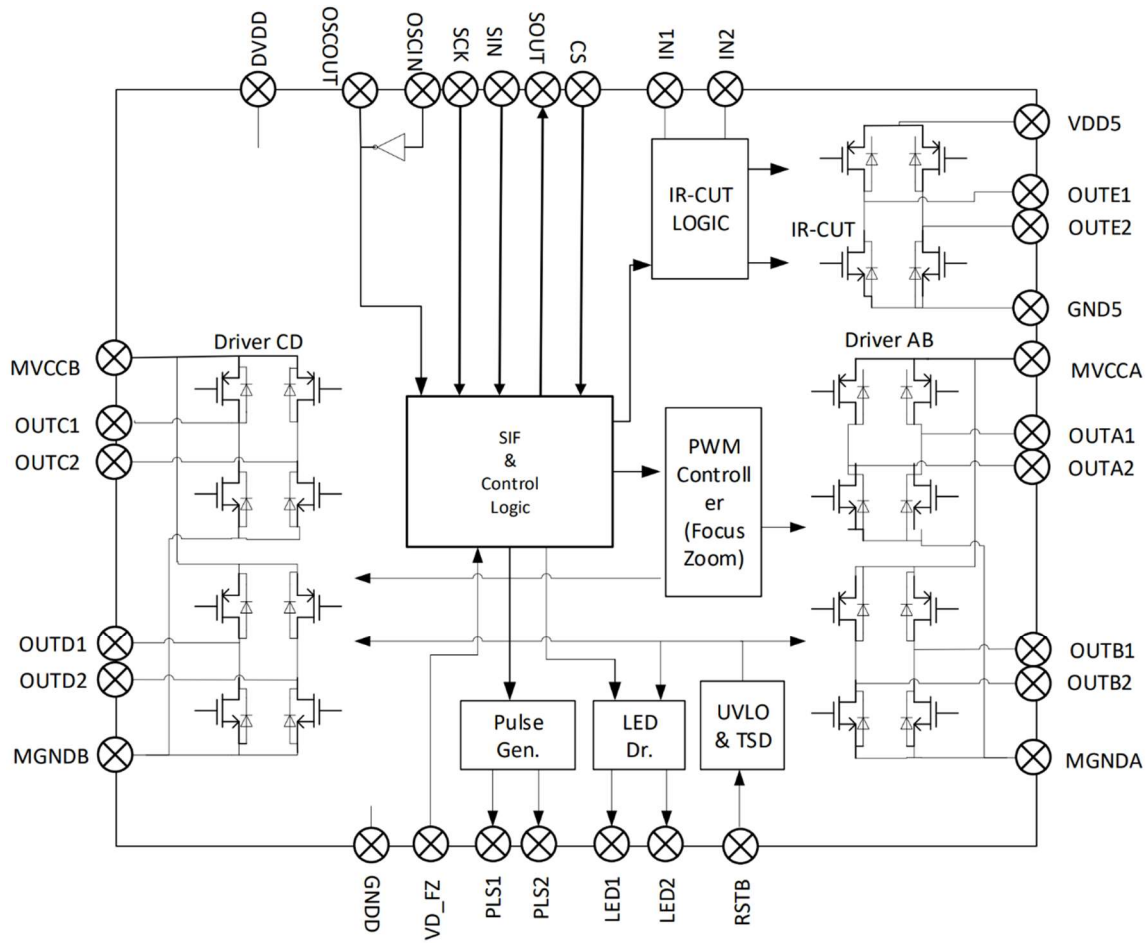 DVDD
OSCOUT
OSCIN
SCK
SIN
SOUT
CS
IN1
IN2
VDD5
OUTE1
OUTE2
GND5
IR-CUT
LOGIC
IR-CUT
Driver CD
Driver AB
MVCCB
OUTC1
OUTC2
MVCCA
OUTA1
OUTA2
SIF
&
Control
Logic
PWM
Controll
er
(Focus
Zoom)
OUTD1
OUTD2
MGNDB
OUTB1
OUTB2
MGNDA
Pulse
Gen.
LED
Dr.
UVLO
& TSD
GNDD
VD_FZ
PLS1
PLS2
LED1
LED2
RSTB